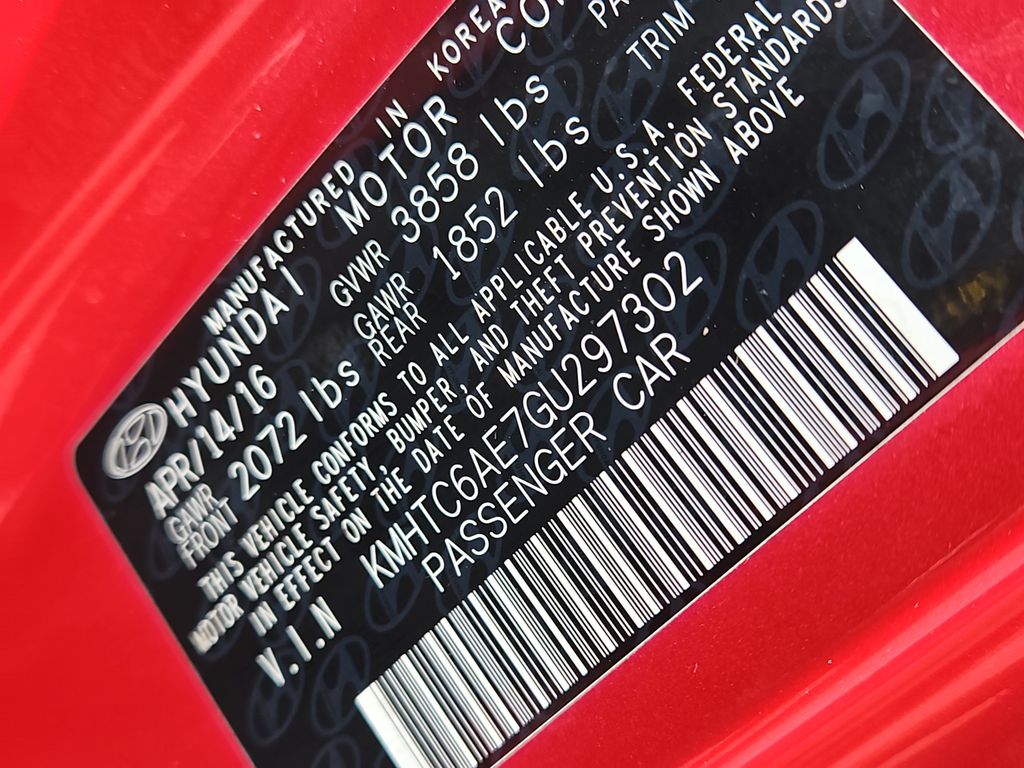 MANUFACTURED IN KOREA
HYUNDAI MOTOR CO
APR/14/16 GVWR 3858 lbs PA
GAWR FRONT 2072 lbs GAWR REAR 1852 lbs TRIM
THIS VEHICLE CONFORMS TO ALL APPLICABLE U.S.A. FEDERAL
MOTOR VEHICLE SAFETY, BUMPER, AND THEFT PREVENTION STANDARDS
IN EFFECT ON THE DATE OF MANUFACTURE SHOWN ABOVE
V.I.N KMHTC6AE7GU297302
PASSENGER CAR